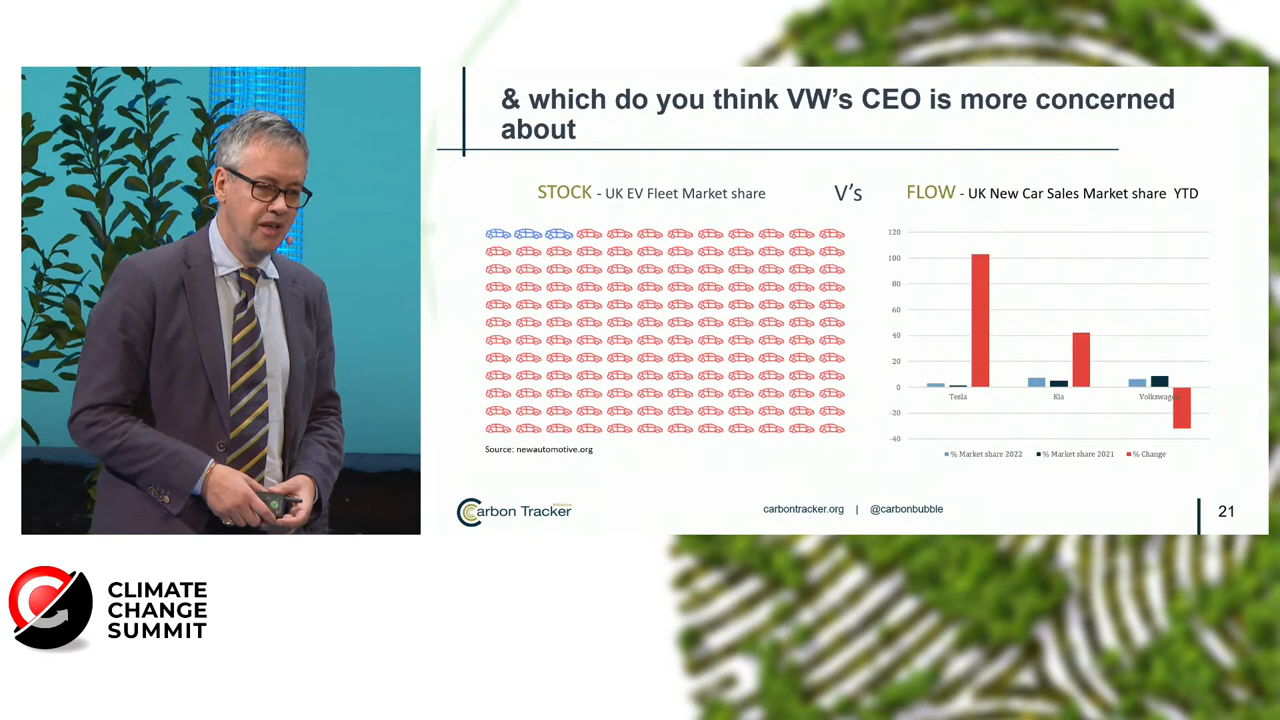 & which do you think VW's CEO is more concerned
about
STOCK - UK EV Fleet Market share
V's
FLOW - UK New Car Sales Market share YTD
120
100
80
60
40
20
0
-20
-40
Tesla
Kia
Volkswagen
% Market share 2022
% Market share 2021
% Change
Source: newautomotive.org
Carbon Tracker
Initiative
carbontracker.org | @carbonbubble
21
CLIMATE
CHANGE
SUMMIT